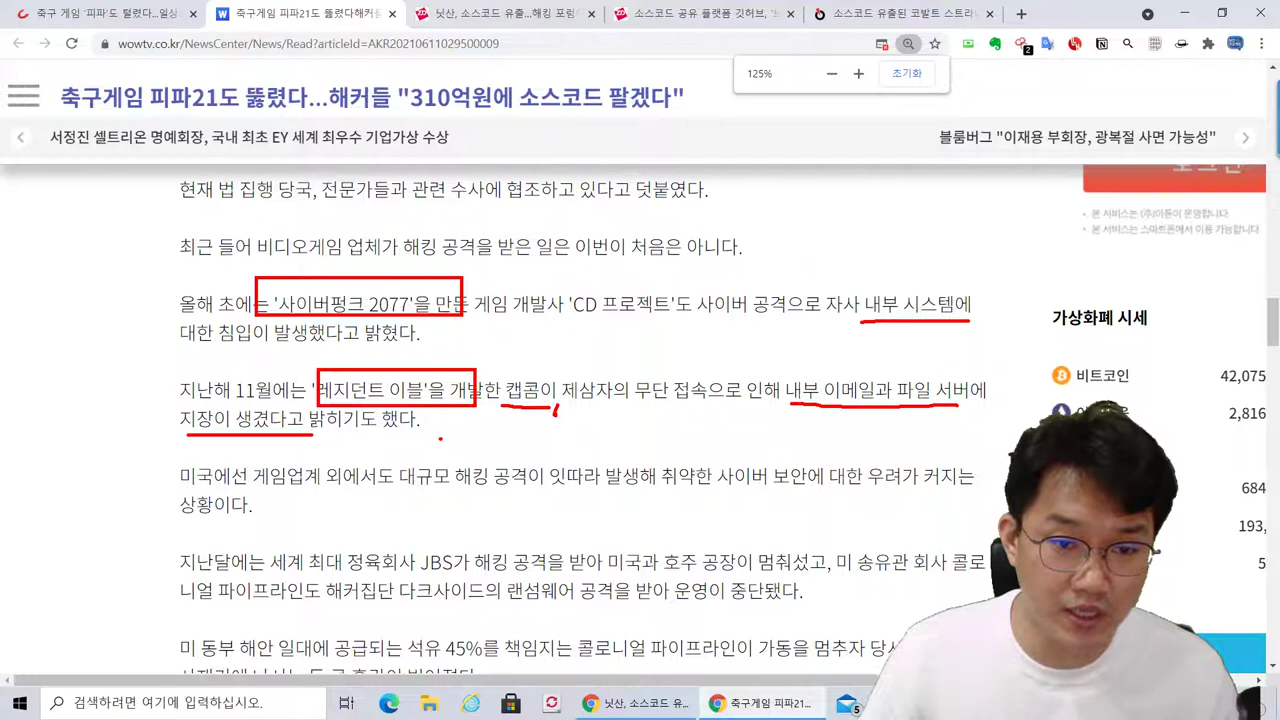 축구 게임 '피파'도 털렸다...일상
축구게임 피파21도 뚫렸다해커들
닛산, 소스코드 유출...해킹 포럼/
소스코드 공유 플랫폼 깃허브, '보
소스코드 유출된 코발트 스트라
wowtv.co.kr/NewsCenter/News/Read?articleId=AKR20210611028500009
125%
초기화
축구게임 피파21도 뚫렸다...해커들 "310억원에 소스코드 팔겠다"
서정진 셀트리온 명예회장, 국내 최초 EY 세계 최우수 기업가상 수상
블룸버그 "이재용 부회장, 광복절 사면 가능성"
현재 법 집행 당국, 전문가들과 관련 수사에 협조하고 있다고 덧붙였다.
· 본 서비스는 (주)이톤이 운영합니다
· 본 서비스는 스마트폰에서 이용 가능합니다
최근 들어 비디오게임 업체가 해킹 공격을 받은 일은 이번이 처음은 아니다.
올해 초에는 '사이버펑크 2077'을 만든 게임 개발사 'CD 프로젝트'도 사이버 공격으로 자사 내부 시스템에
대한 침입이 발생했다고 밝혔다.
가상화폐 시세
비트코인 42,075
2,816
684
193,
5
지난해 11월에는 '레지던트 이블'을 개발한 캡콤이 제삼자의 무단 접속으로 인해 내부 이메일과 파일 서버에
지장이 생겼다고 밝히기도 했다.
미국에선 게임업계 외에서도 대규모 해킹 공격이 잇따라 발생해 취약한 사이버 보안에 대한 우려가 커지는
상황이다.
지난달에는 세계 최대 정육회사 JBS가 해킹 공격을 받아 미국과 호주 공장이 멈춰섰고, 미 송유관 회사 콜로
니얼 파이프라인도 해커집단 다크사이드의 랜섬웨어 공격을 받아 운영이 중단됐다.
미 동부 해안 일대에 공급되는 석유 45%를 책임지는 콜로니얼 파이프라인이 가동을 멈추자 당시
검색하려면 여기에 입력하십시오.
닛산, 소스코드 유...
축구게임 피파21...
5